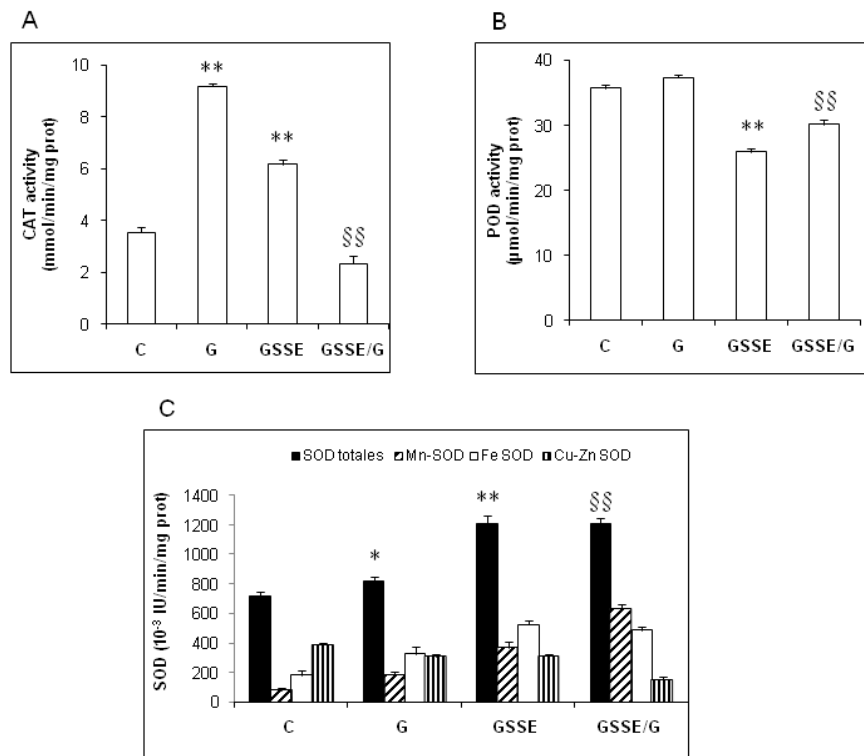 A
CAT activity
(mmol/min/mg prot)
10
8
6
4
2
0
**
**
§§
C G GSSE GSSE/G
B
POD activity
(µmol/min/mg prot)
40
30
20
10
0
**
§§
C G GSSE GSSE/G
C
SOD totales Mn-SOD Fe SOD Cu-Zn SOD
SOD (10⁻³ IU/min/mg prot)
1400
1200
1000
800
600
400
200
0
*
**
§§
C G GSSE GSSE/G